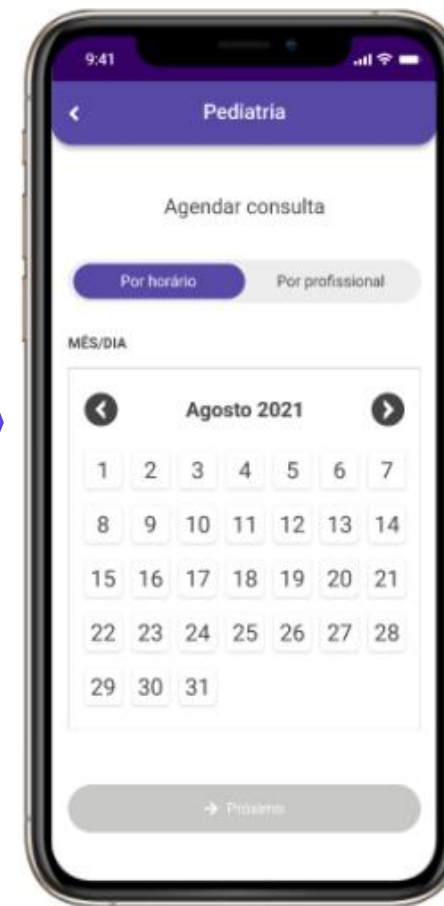 9:41
Pediatria
Agendar consulta
Por horário Por profissional
MÊS/DIA
Agosto 2021
1 2 3 4 5 6 7
8 9 10 11 12 13 14
15 16 17 18 19 20 21
22 23 24 25 26 27 28
29 30 31
Próximo